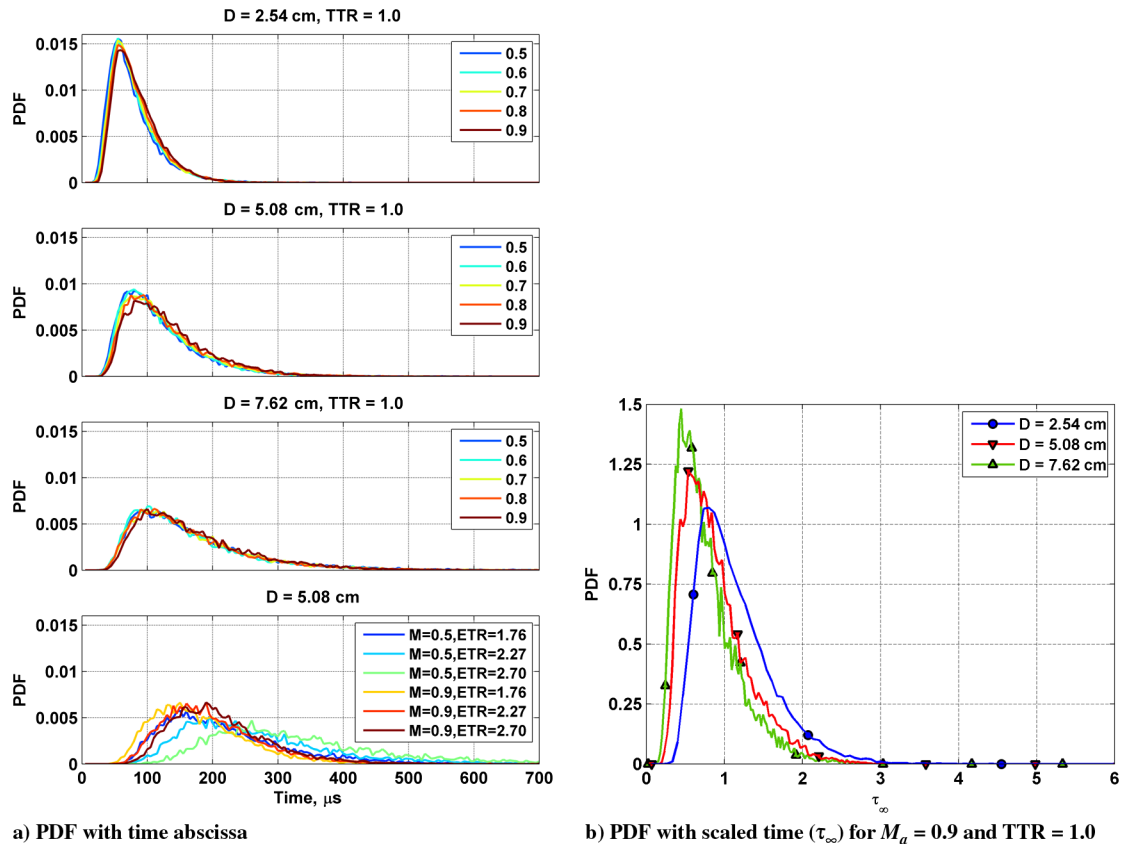 D = 2.54 cm, TTR = 1.0
0.015
0.01
0.005
0
PDF
0.5
0.6
0.7
0.8
0.9
D = 5.08 cm, TTR = 1.0
0.015
0.01
0.005
0
PDF
0.5
0.6
0.7
0.8
0.9
D = 7.62 cm, TTR = 1.0
0.015
0.01
0.005
0
PDF
0.5
0.6
0.7
0.8
0.9
D = 5.08 cm
0.015
0.01
0.005
0
PDF
M=0.5,ETR=1.76
M=0.5,ETR=2.27
M=0.5,ETR=2.70
M=0.9,ETR=1.76
M=0.9,ETR=2.27
M=0.9,ETR=2.70
0 100 200 300 400 500 600 700
Time, μs
a) PDF with time abscissa
1.5
1.25
1
0.75
0.5
0.25
0
PDF
D = 2.54 cm
D = 5.08 cm
D = 7.62 cm
0 1 2 3 4 5 6
τ∞
b) PDF with scaled time (τ∞) for Ma = 0.9 and TTR = 1.0